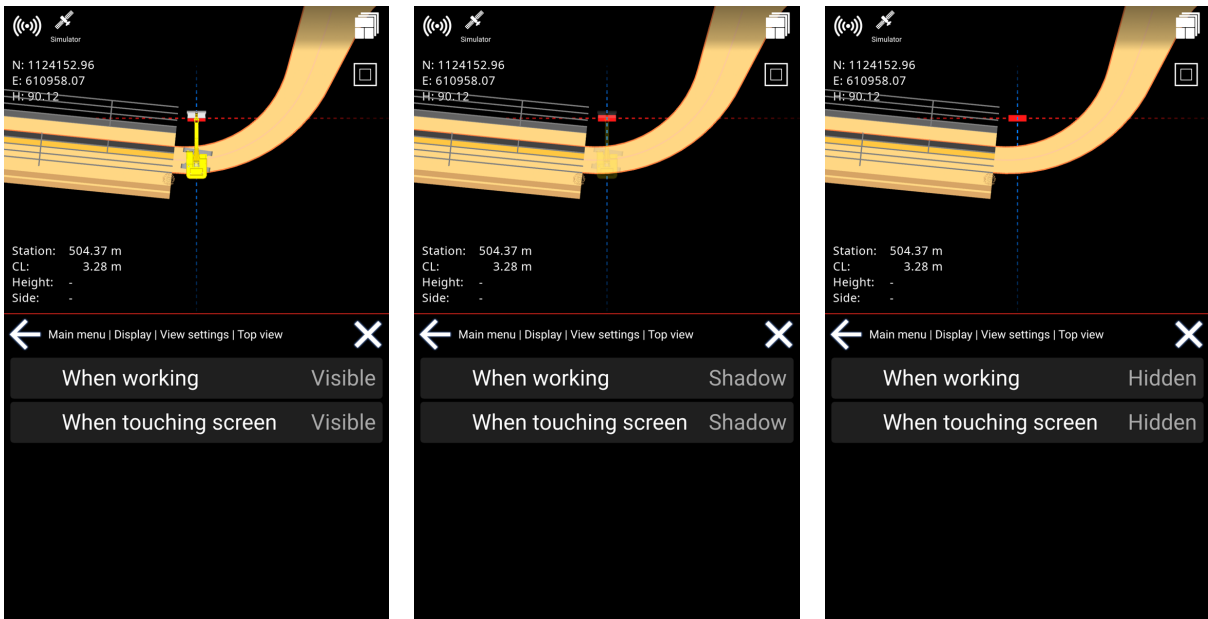 Simulator
N: 1124152.96
E: 610958.07
H: 90.12
Station: 504.37 m
CL: 3.28 m
Height: -
Side: -
Main menu | Display | View settings | Top view
When working Visible
When touching screen Visible
Simulator
N: 1124152.96
E: 610958.07
H: 90.12
Station: 504.37 m
CL: 3.28 m
Height: -
Side: -
Main menu | Display | View settings | Top view
When working Shadow
When touching screen Shadow
Simulator
N: 1124152.96
E: 610958.07
H: 90.12
Station: 504.37 m
CL: 3.28 m
Height: -
Side: -
Main menu | Display | View settings | Top view
When working Hidden
When touching screen Hidden